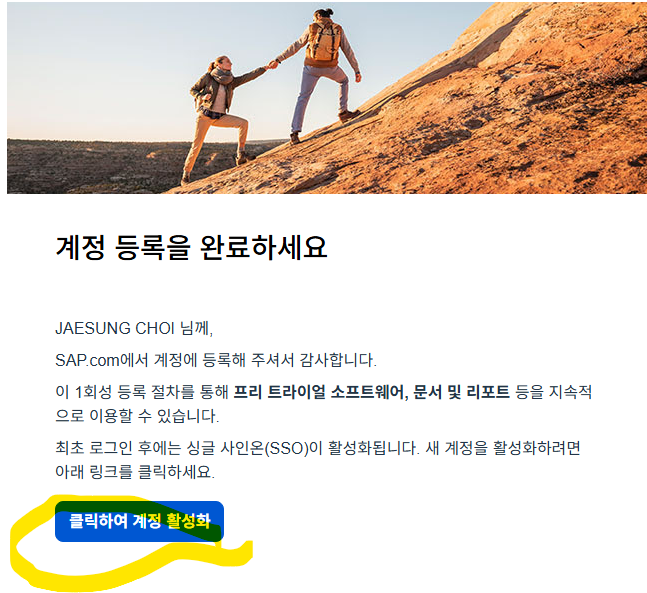 계정 등록을 완료하세요
JAESUNG CHOI 님께,
SAP.com에서 계정에 등록해 주셔서 감사합니다.
이 1회성 등록 절차를 통해 프리 트라이얼 소프트웨어, 문서 및 리포트 등을 지속적
으로 이용할 수 있습니다.
최초 로그인 후에는 싱글 사인온(SSO)이 활성화됩니다. 새 계정을 활성화하려면
아래 링크를 클릭하세요.
클릭하여 계정 활성화